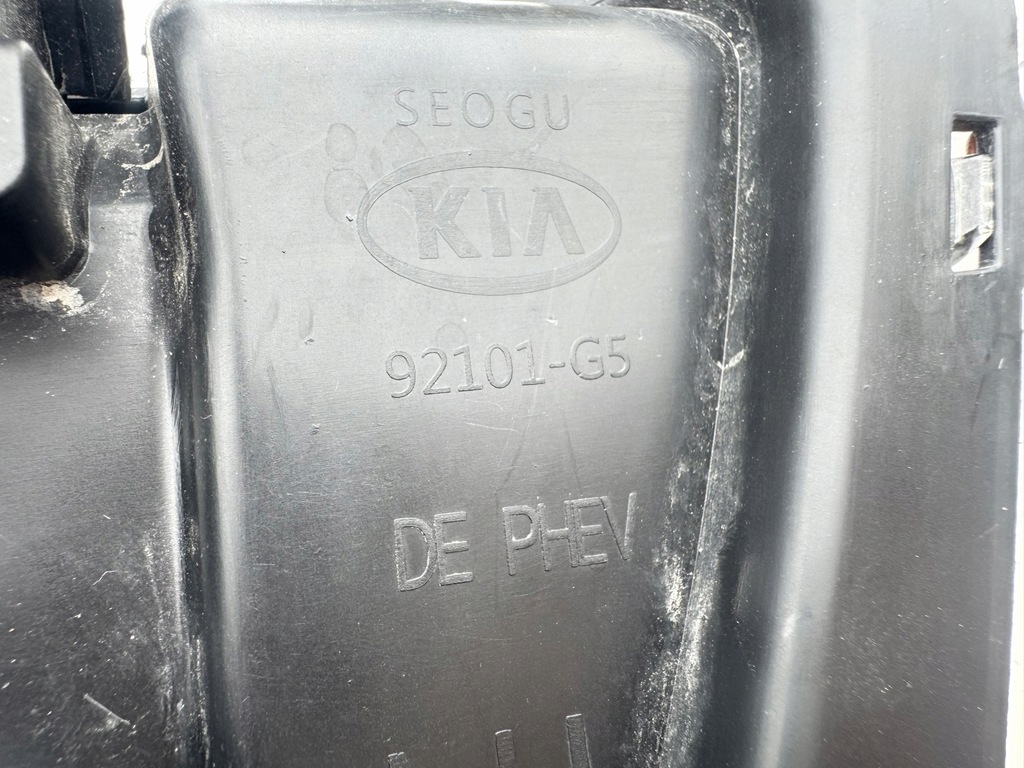 SEOGU
KIA
92101-G5
DE PHEV